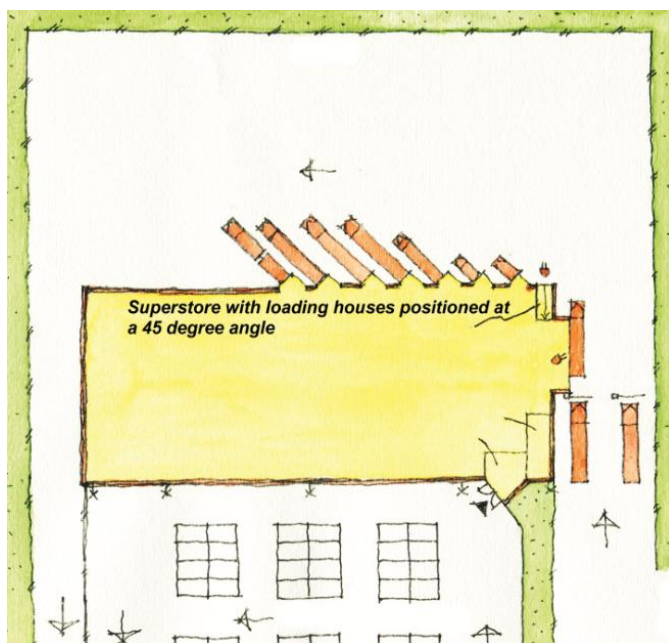 Superstore with loading houses positioned at
a 45 degree angle